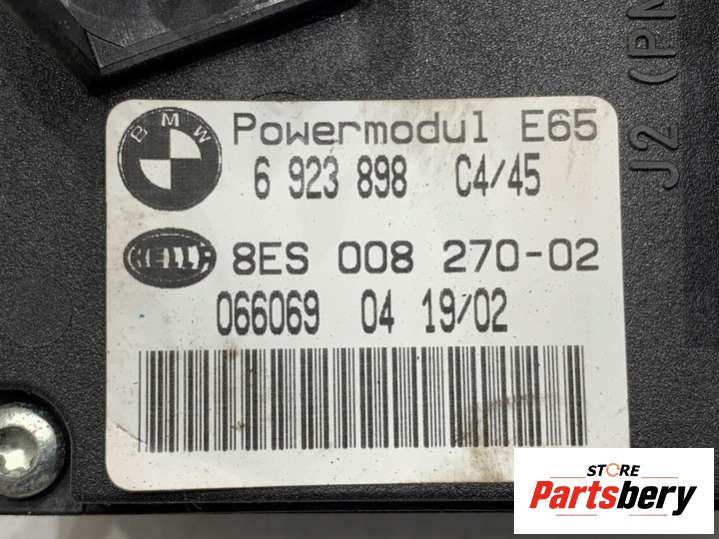 BMW
Powermodul E65
6 923 898 C4/45
8ES 008 270-02
066069 04 19/02
J2 (PN
STORE
Partsbery